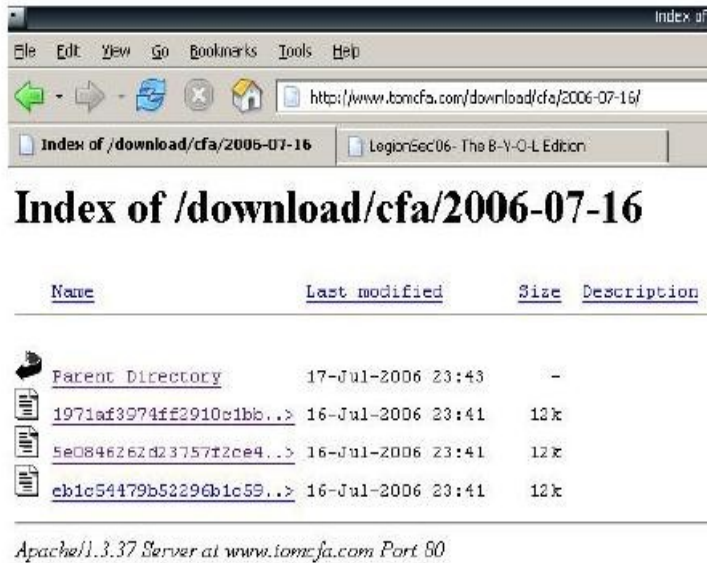 Index of
File Edit View Go Bookmarks Tools Help
http://www.tomcfa.com/download/cfa/2006-07-16/
Index of /download/cfa/2006-07-16 LegionSec'06- The B-Y-O-L Edition
Index of /download/cfa/2006-07-16
Name Last modified Size Description
Parent Directory 17-Jul-2006 23:43 -
1971af3974ff2910c1bb..> 16-Jul-2006 23:41 12k
5e0846262d23757f2ce4..> 16-Jul-2006 23:41 12k
eb1c54479b52296b1c59..> 16-Jul-2006 23:41 12k
Apache/1.3.37 Server at www.tomcfa.com Port 80